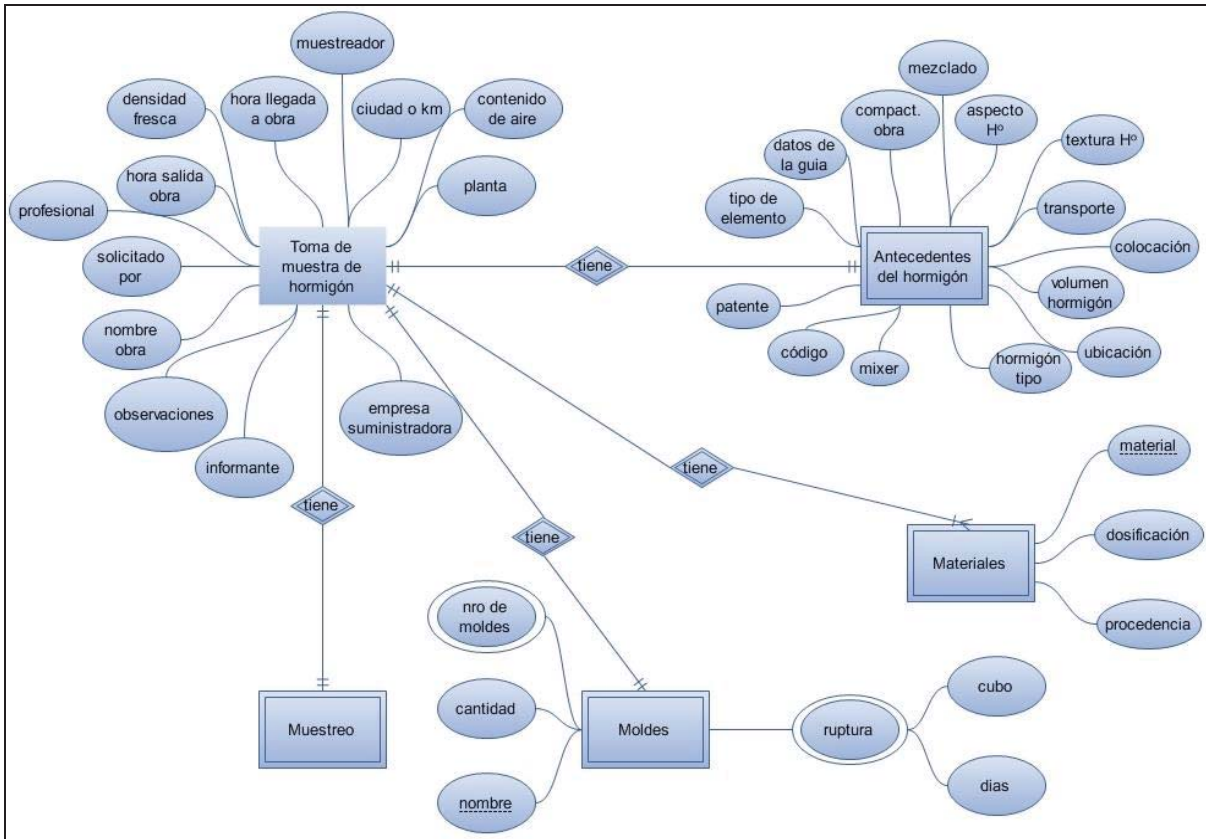 muestreador
mezclado
densidad
fresca
hora llegada
a obra
ciudad o km
contenido
de aire
compact.
obra
aspecto
Hº
textura Hº
datos de
la guia
hora salida
obra
planta
tipo de
elemento
transporte
profesional
Toma de
muestra de
hormigón
tiene
Antecedentes
del hormigón
colocación
solicitado
por
volumen
hormigón
patente
nombre
obra
código
mixer
hormigón
tipo
ubicación
observaciones
empresa
suministradora
informante
material
tiene
tiene
tiene
dosificación
Materiales
nro de
moldes
procedencia
cubo
cantidad
Muestreo
Moldes
ruptura
nombre
dias